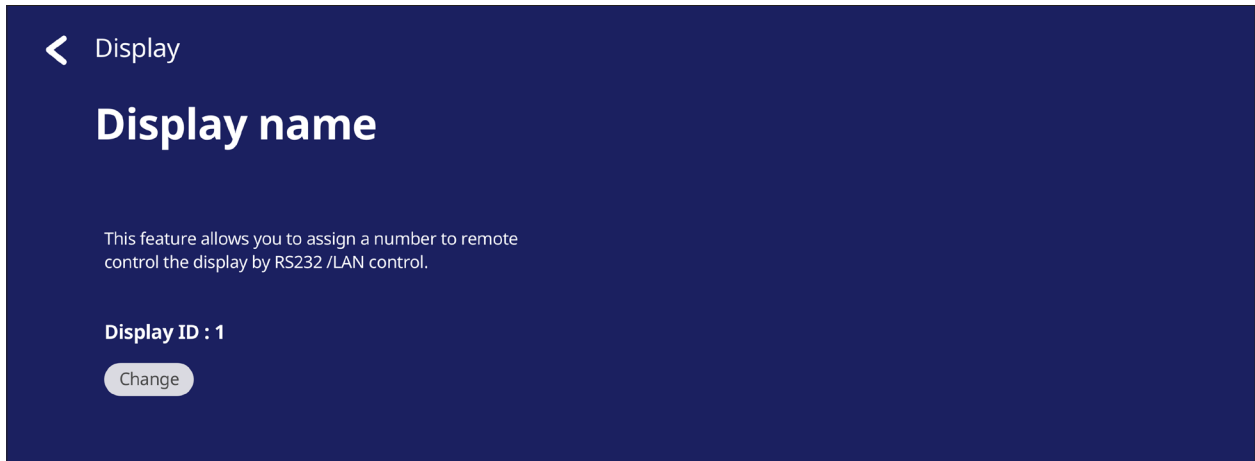 Display
Display name
This feature allows you to assign a number to remote
control the display by RS232 /LAN control.
Display ID : 1
Change